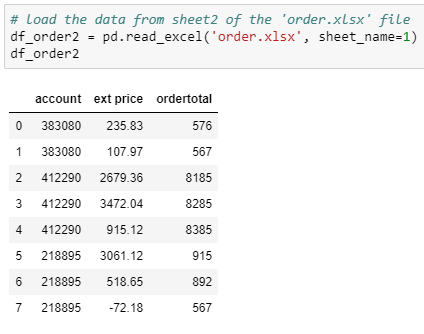 # load the data from sheet2 of the 'order.xlsx' file
df_order2 = pd.read_excel('order.xlsx', sheet_name=1)
df_order2
account ext price ordertotal
0 383080 235.83 576
1 383080 107.97 567
2 412290 2679.36 8185
3 412290 3472.04 8285
4 412290 915.12 8385
5 218895 3061.12 915
6 218895 518.65 892
7 218895 -72.18 567